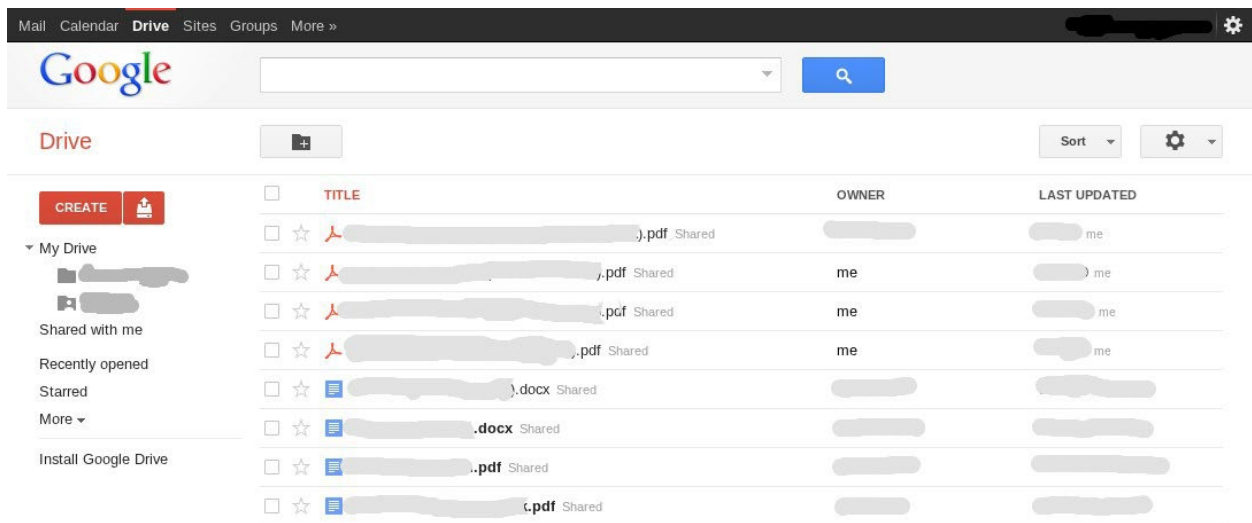 Mail Calendar Drive Sites Groups More »
Google
Drive
Sort
CREATE
TITLE OWNER LAST UPDATED
My Drive
Shared with me
Recently opened
Starred
More
Install Google Drive
).pdf Shared me
).pdf Shared me me
.pdf Shared me me
).pdf Shared me me
).docx Shared
.docx Shared
..pdf Shared
.pdf Shared